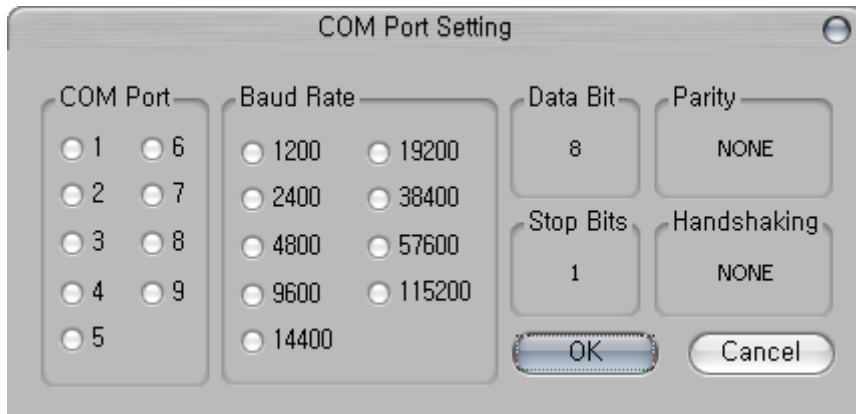 COM Port Setting
COM Port
1
6
2
7
3
8
4
9
5
Baud Rate
1200
19200
2400
38400
4800
57600
9600
115200
14400
Data Bit
8
Parity
NONE
Stop Bits
1
Handshaking
NONE
OK
Cancel